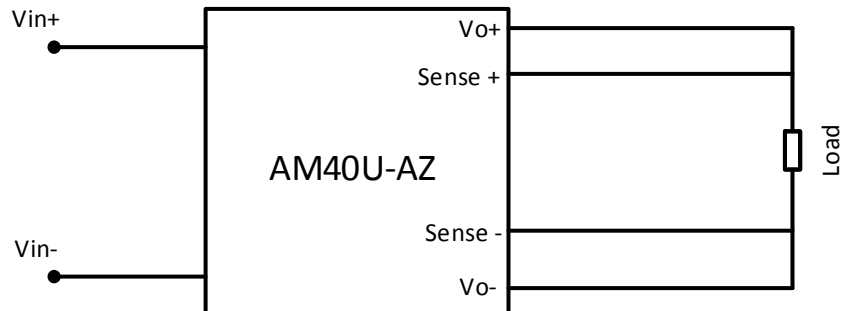 Vin+
Vo+
Sense +
AM40U-AZ
Load
Sense -
Vin-
Vo-